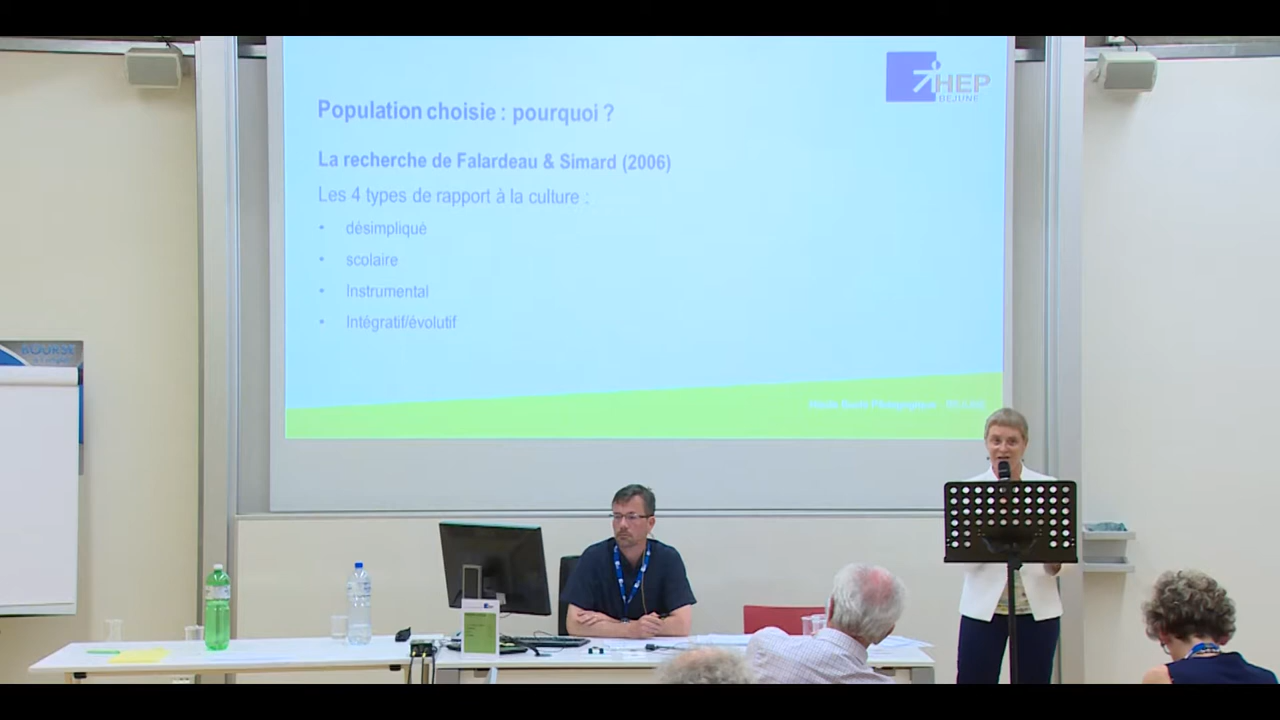 HEP
BEJUNE
Population choisie : pourquoi ?
La recherche de Falardeau & Simard (2006)
Les 4 types de rapport à la culture :
• désimpliqué
• scolaire
• Instrumental
• Intégratif/évolutif
BOURSE